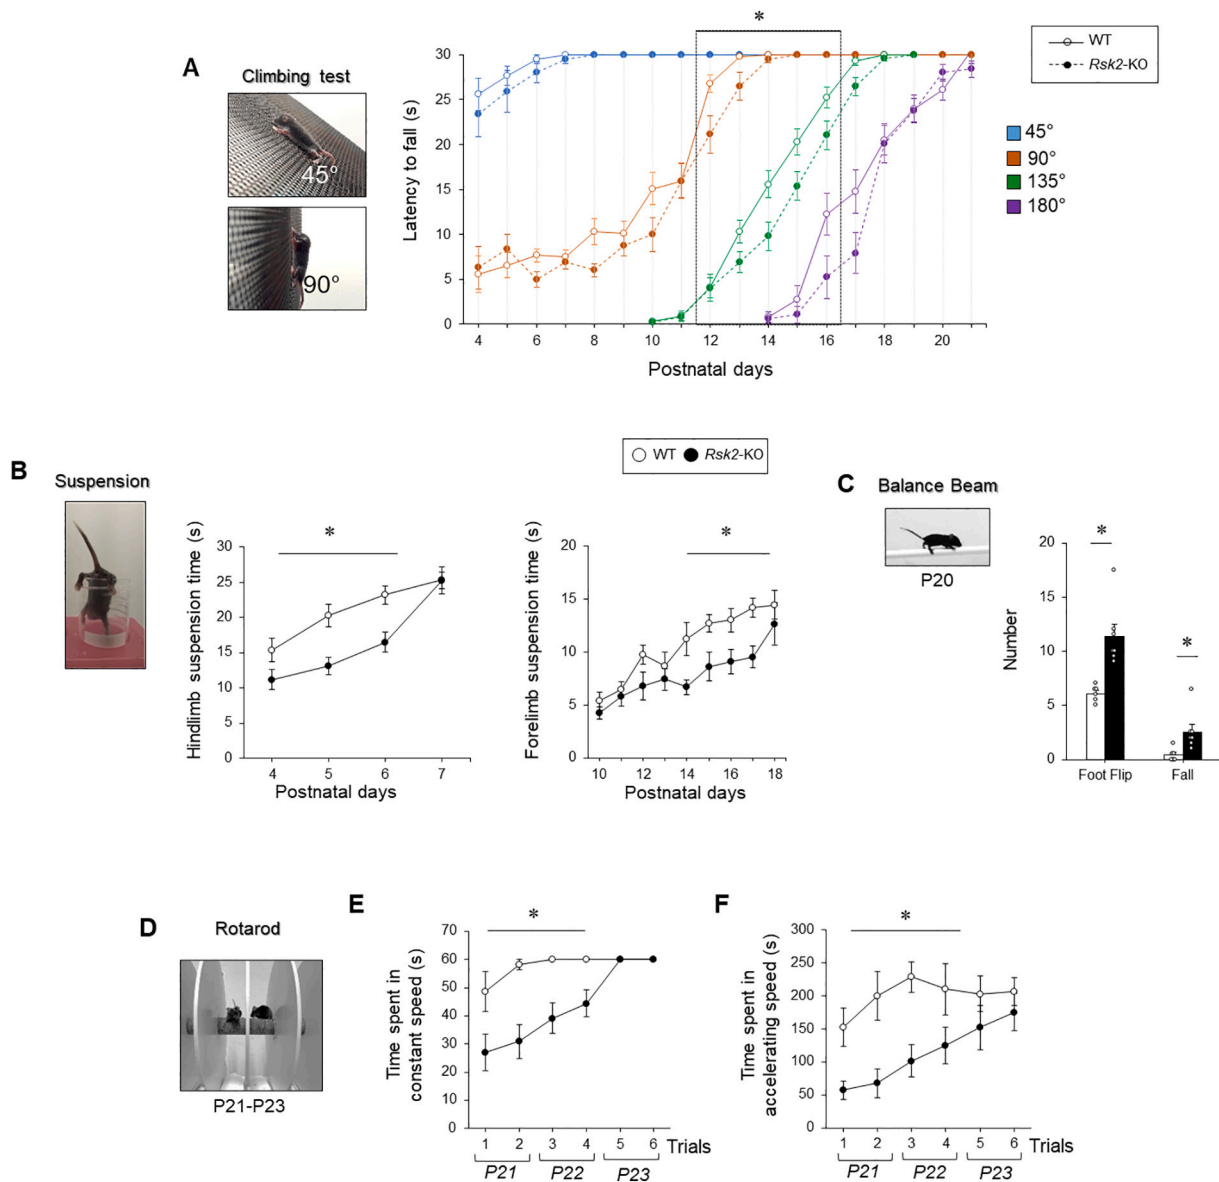 A
Climbing test
45°
90°
Latency to fall (s)
30
25
20
15
10
5
0
4 6 8 10 12 14 16 18 20
Postnatal days
*
WT
Rsk2-KO
45°
90°
135°
180°
B
Suspension
WT Rsk2-KO
Hindlimb suspension time (s)
30
25
20
15
10
5
0
4 5 6 7
Postnatal days
*
Forelimb suspension time (s)
20
15
10
5
0
10 12 14 16 18
Postnatal days
*
C
Balance Beam
P20
Number
20
15
10
5
0
* *
Foot Flip Fall
D
Rotarod
P21-P23
E
Time spent in
constant speed (s)
70
60
50
40
30
20
10
0
*
1 2 3 4 5 6 Trials
P21 P22 P23
F
Time spent in
accelerating speed (s)
300
250
200
150
100
50
0
*
1 2 3 4 5 6 Trials
P21 P22 P23